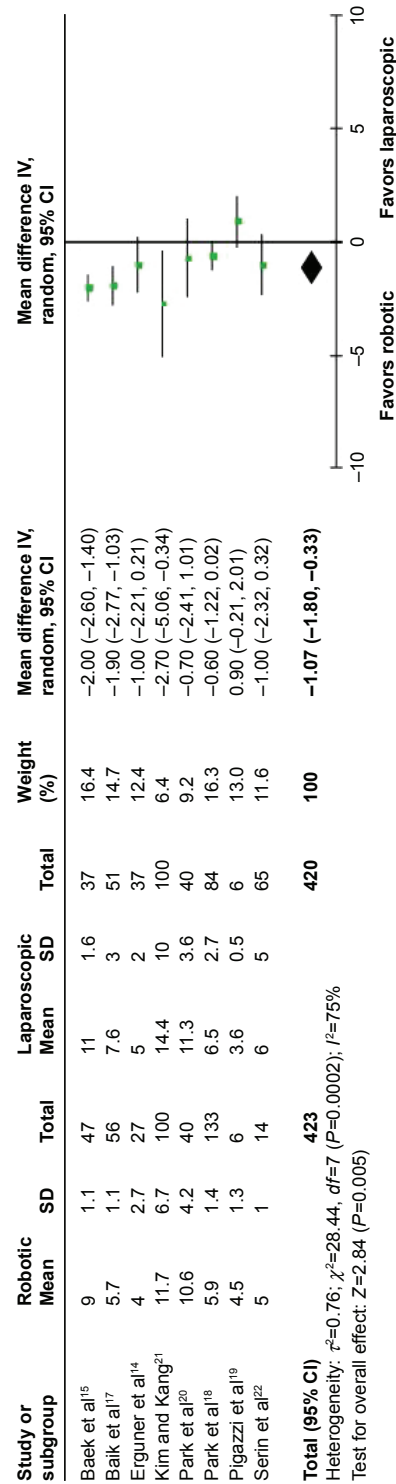 Study or subgroup Robotic Mean SD Total Laparoscopic Mean SD Total Weight (%) Mean difference IV, random, 95% CI Mean difference IV, random, 95% CI
Baek et al15 9 1.1 47 11 1.6 37 16.4 −2.00 (−2.60, −1.40)
Baik et al17 5.7 1.1 56 7.6 3 51 14.7 −1.90 (−2.77, −1.03)
Erguner et al14 4 2.7 27 5 2 37 12.4 −1.00 (−2.21, 0.21)
Kim and Kang21 11.7 6.7 100 14.4 10 100 6.4 −2.70 (−5.06, −0.34)
Park et al20 10.6 4.2 40 11.3 3.6 40 9.2 −0.70 (−2.41, 1.01)
Park et al18 5.9 1.4 133 6.5 2.7 84 16.3 −0.60 (−1.22, 0.02)
Pigazzi et al19 4.5 1.3 6 3.6 0.5 6 13.0 0.90 (−0.21, 2.01)
Serin et al22 5 1 14 6 5 65 11.6 −1.00 (−2.32, 0.32)
Total (95% CI) 423 420 100 −1.07 (−1.80, −0.33)
Heterogeneity: τ²=0.76; χ²=28.44, df=7 (P=0.0002); I²=75%
Test for overall effect: Z=2.84 (P=0.005)
−10 −5 0 5 10
Favors robotic Favors laparoscopic